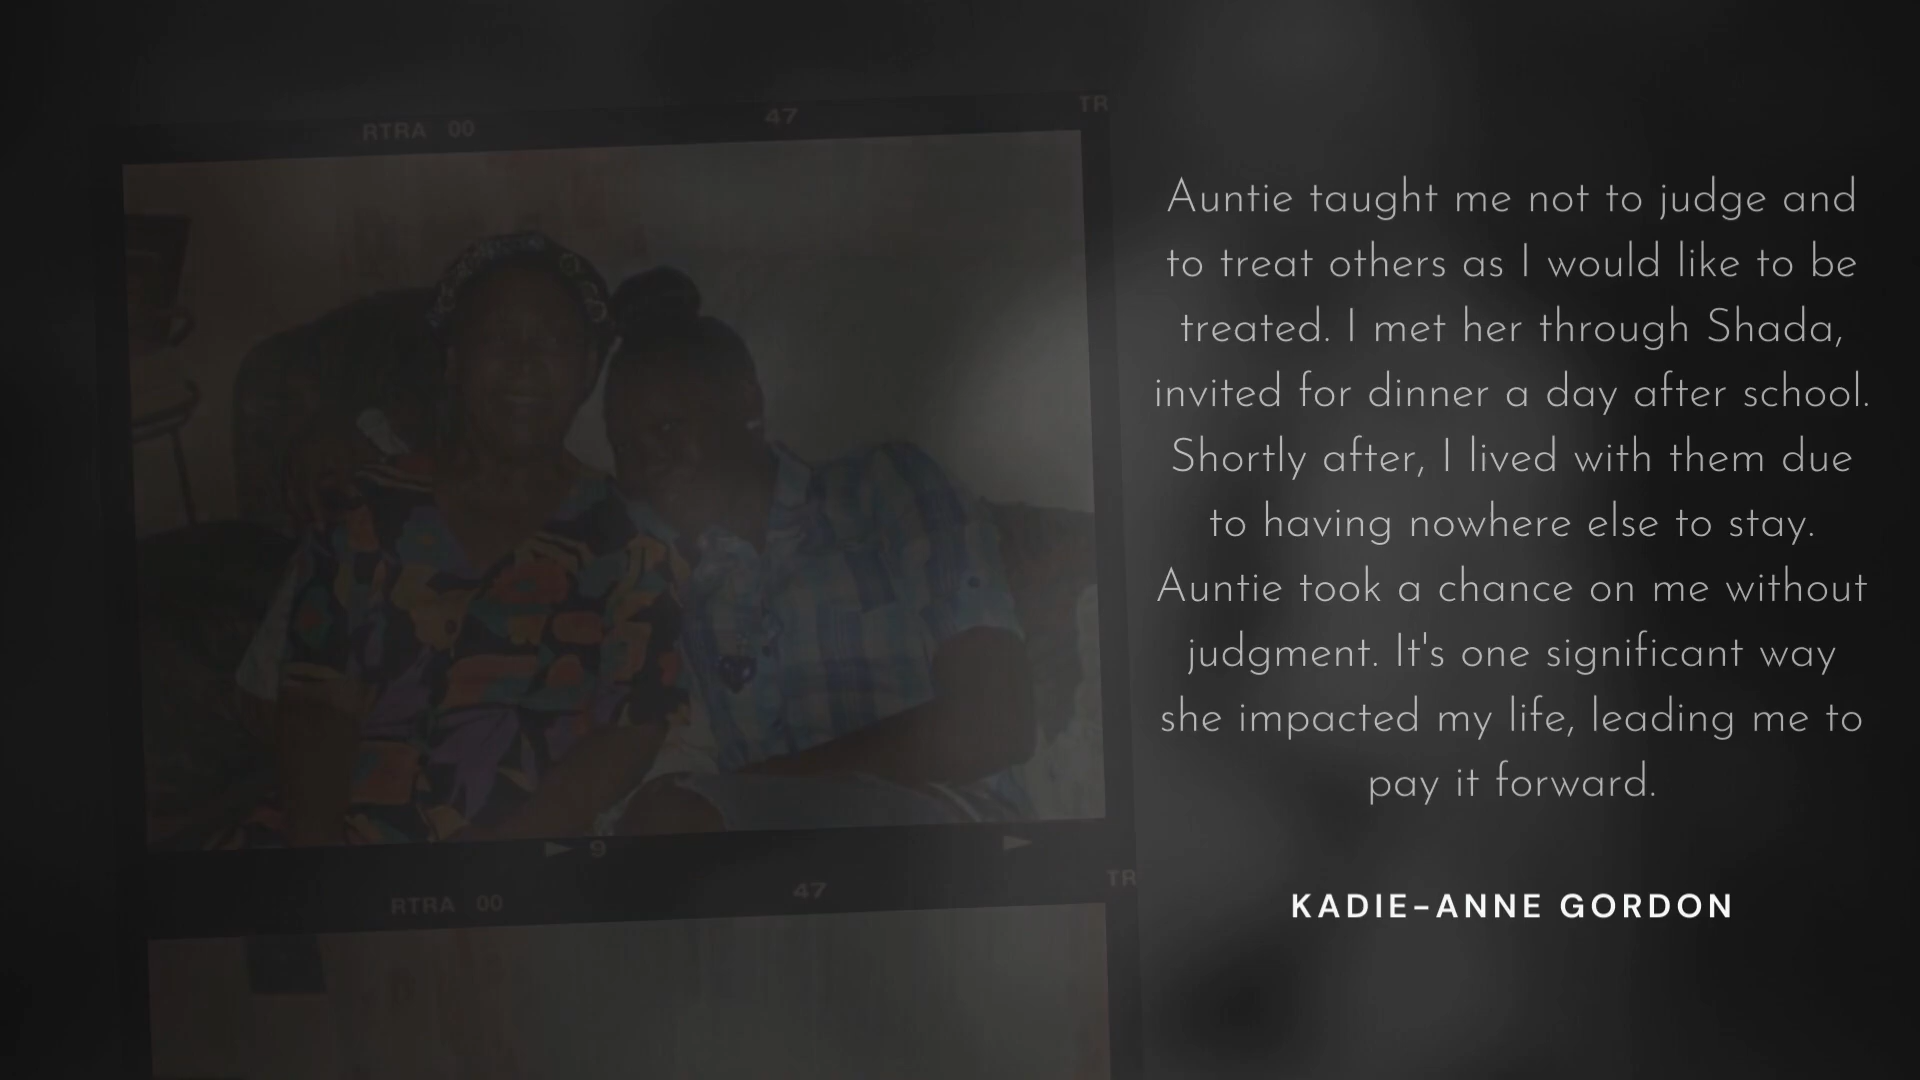 RTRA 00 47 TR
Auntie taught me not to judge and
to treat others as I would like to be
treated. I met her through Shada,
invited for dinner a day after school.
Shortly after, I lived with them due
to having nowhere else to stay.
Auntie took a chance on me without
judgment. It's one significant way
she impacted my life, leading me to
pay it forward.
KADIE-ANNE GORDON
9
RTRA 00 47 TR